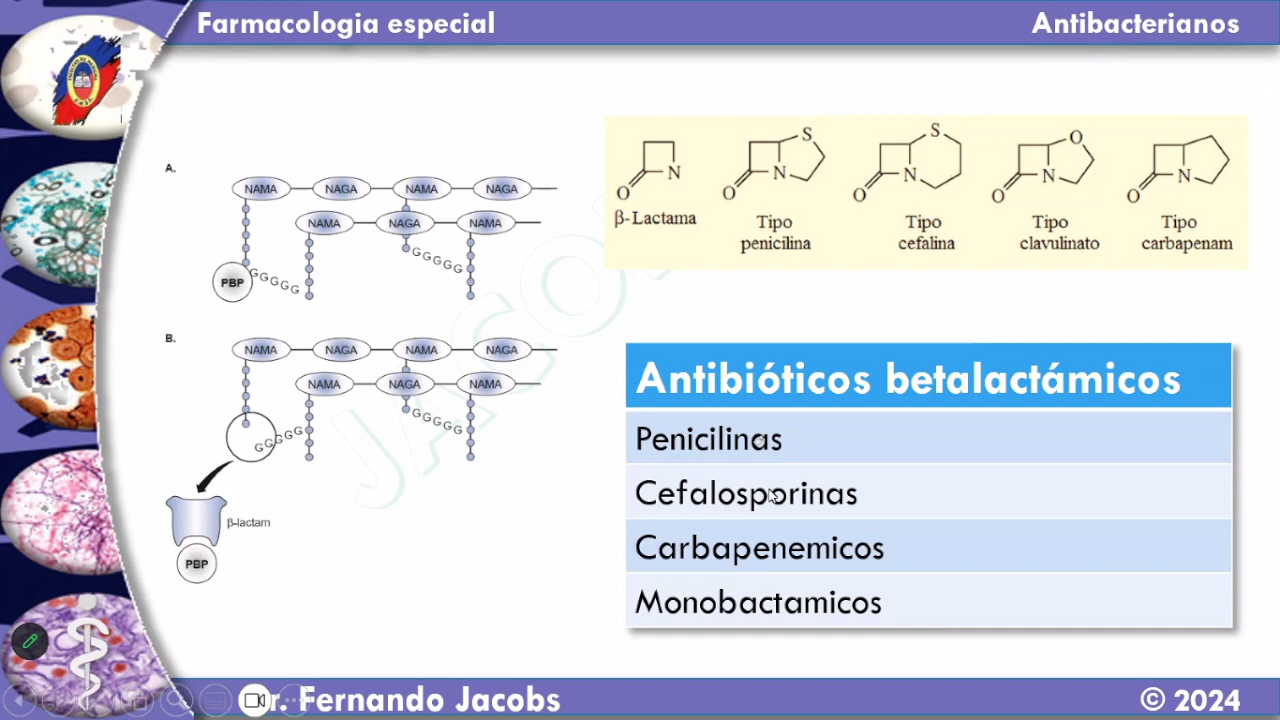 Farmacologia especial
Antibacterianos
A.
NAMA NAGA NAMA NAGA
NAMA NAGA NAMA
GGGGG
GGGGG
PBP
B.
NAMA NAGA NAMA NAGA
NAMA NAGA NAMA
GGGGG
GGGGG
β-lactam
PBP
O N S O N S O N O O N O N
β-Lactama
Tipo penicilina
Tipo cefalina
Tipo clavulinato
Tipo carbapenam
JACO
Antibióticos betalactámicos
Penicilinas
Cefalosporinas
Carbapenemicos
Monobactamicos
r. Fernando Jacobs
© 2024